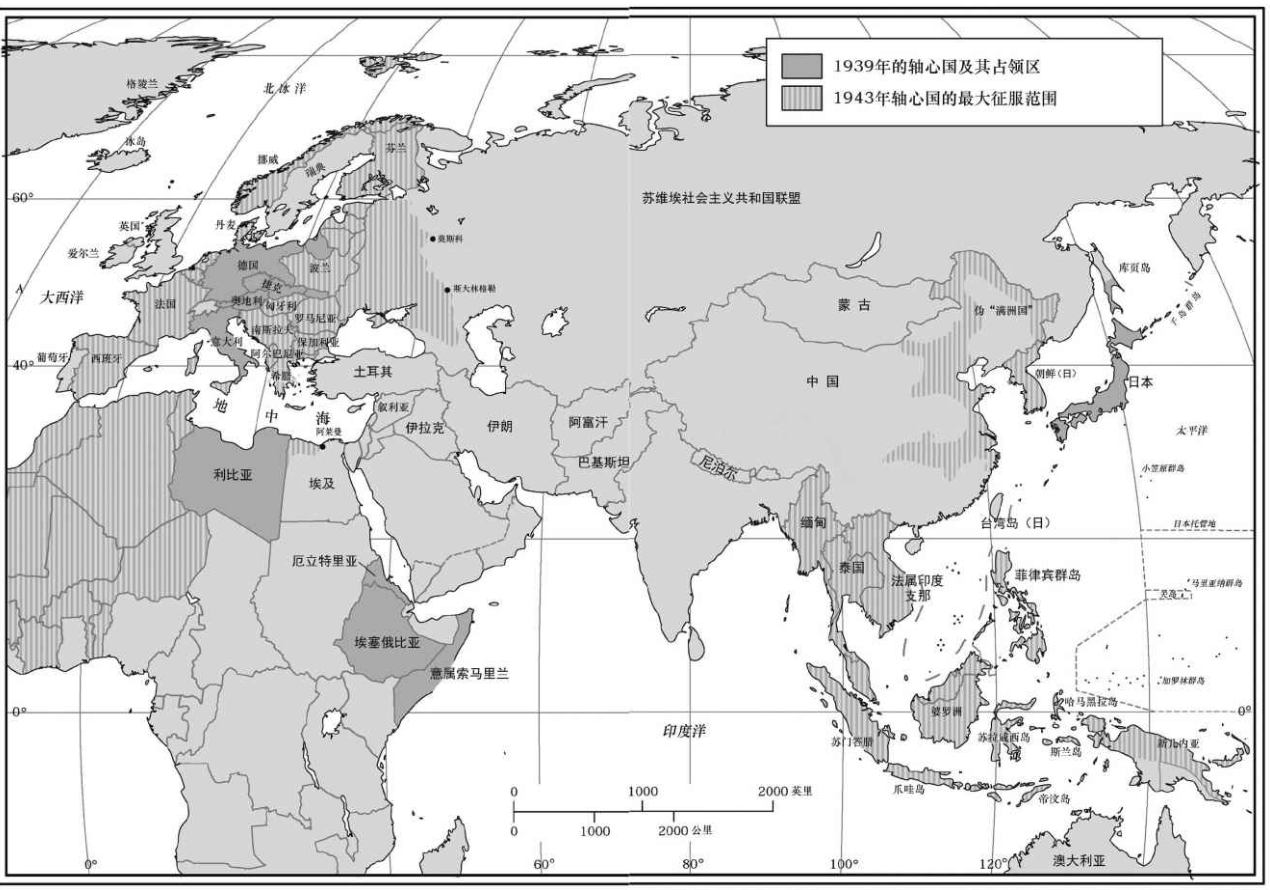 1939年的轴心国及其占领区
1943年轴心国的最大征服范围
格陵兰
北冰洋
冰岛
挪威
瑞典
芬兰
苏维埃社会主义共和国联盟
60°
英国
丹麦
爱尔兰
莫斯科
德国
波兰
库页岛
捷克
斯大林格勒
大西洋
法国
奥地利
匈牙利
蒙古
伪“满洲国”
千岛群岛
罗马尼亚
南斯拉夫
意大利
保加利亚
阿尔巴尼亚
葡萄牙
西班牙
40°
希腊
土耳其
中国
朝鲜(日)
日本
地中海
叙利亚
阿莱曼
伊拉克
伊朗
阿富汗
太平洋
利比亚
埃及
巴基斯坦
尼泊尔
小笠原群岛
缅甸
台湾岛(日)
日本托管地
厄立特里亚
泰国
法属印度
支那
菲律宾群岛
马里亚纳群岛
关岛
埃塞俄比亚
意属索马里兰
加罗林群岛
0°
印度洋
婆罗洲
哈马黑拉岛
0°
苏门答腊
苏拉威西岛
斯兰岛
新几内亚
爪哇岛
帝汶岛
0 1000 2000 英里
0 1000 2000 公里
澳大利亚
0° 60° 80° 100° 120°